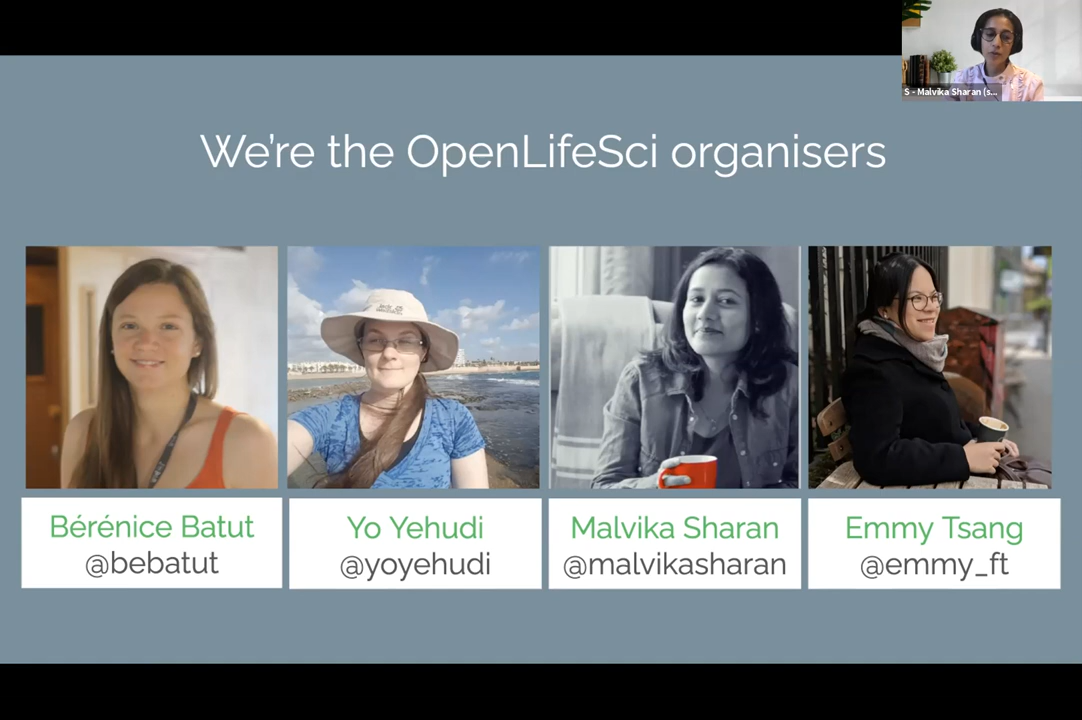 S - Malvika Sharan (s...
We're the OpenLifeSci organisers
Bérénice Batut
@bebatut
Yo Yehudi
@yoyehudi
Malvika Sharan
@malvikasharan
Emmy Tsang
@emmy_ft